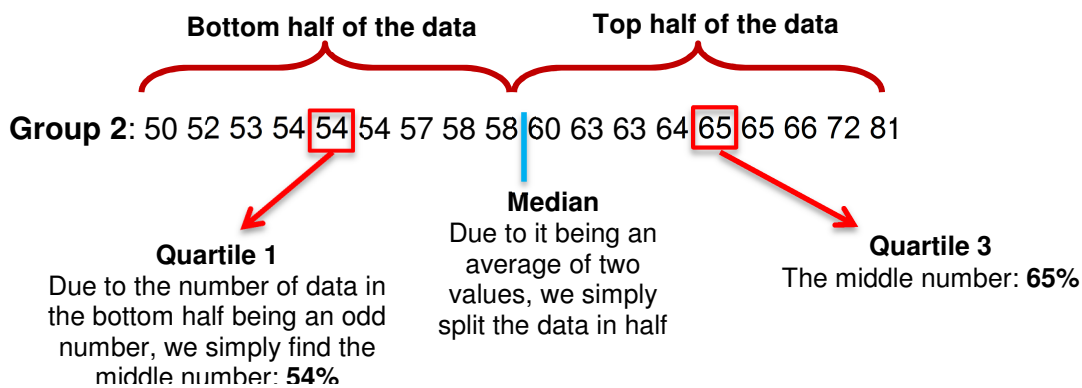 Bottom half of the data
Top half of the data
Group 2: 50 52 53 54 54 54 57 58 58 60 63 63 64 65 65 66 72 81
Median
Due to it being an
average of two
values, we simply
split the data in half
Quartile 1
Due to the number of data in
the bottom half being an odd
number, we simply find the
middle number: 54%
Quartile 3
The middle number: 65%